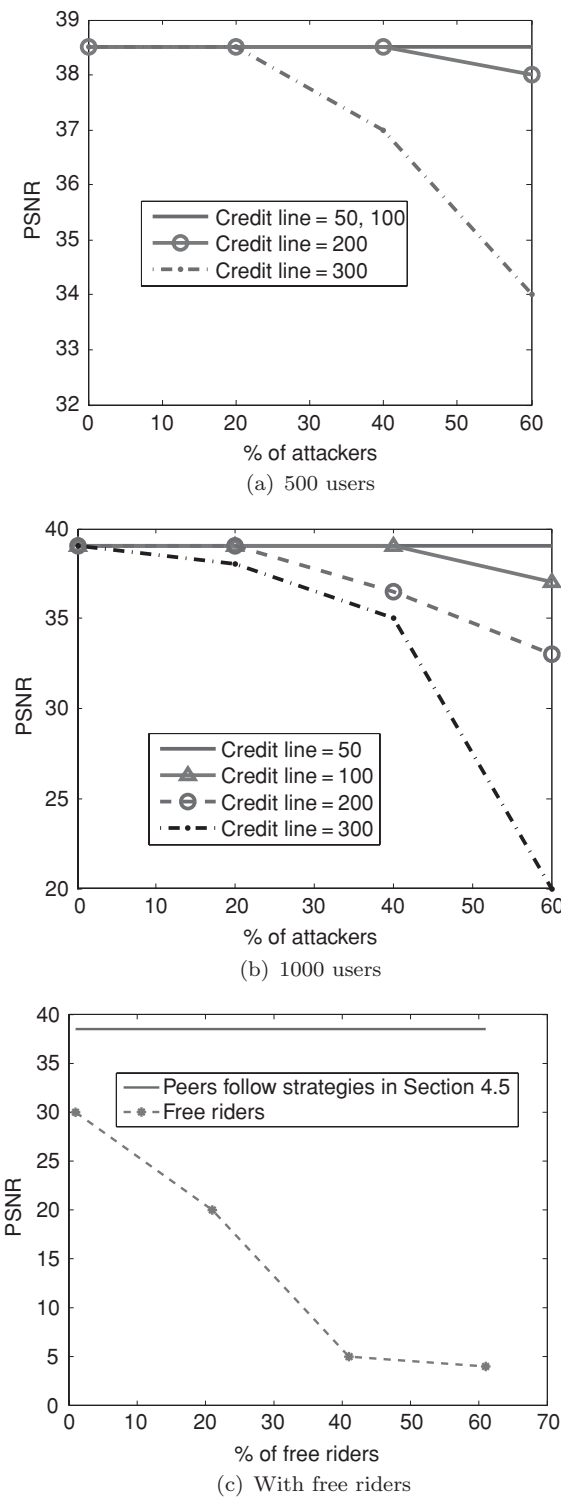 39
38
37
36
35
34
33
32
PSNR
Credit line = 50, 100
Credit line = 200
Credit line = 300
0 10 20 30 40 50 60
% of attackers
(a) 500 users
40
35
30
25
20
PSNR
Credit line = 50
Credit line = 100
Credit line = 200
Credit line = 300
0 10 20 30 40 50 60
% of attackers
(b) 1000 users
40
35
30
25
20
15
10
5
0
PSNR
Peers follow strategies in Section 4.5
Free riders
0 10 20 30 40 50 60 70
% of free riders
(c) With free riders